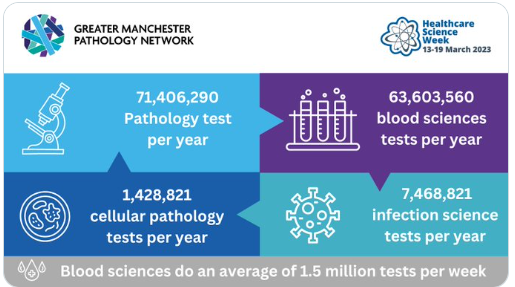 GREATER MANCHESTER
PATHOLOGY NETWORK
Healthcare
Science
Week
13-19 March 2023
71,406,290
Pathology test
per year
63,603,560
blood sciences
tests per year
1,428,821
cellular pathology
tests per year
7,468,821
infection science
tests per year
Blood sciences do an average of 1.5 million tests per week